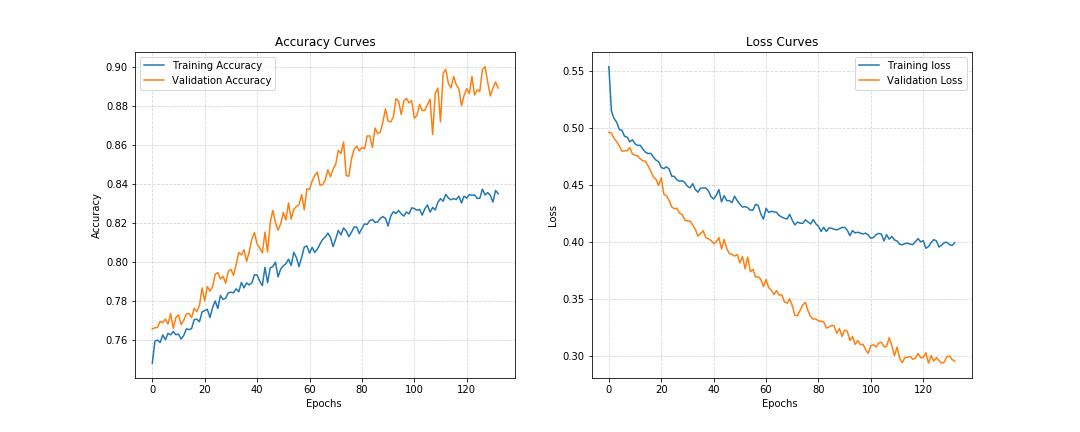 Accuracy Curves
Training Accuracy
Validation Accuracy
0.90
0.88
0.86
0.84
0.82
0.80
0.78
0.76
Accuracy
0 20 40 60 80 100 120
Epochs
Loss Curves
Training loss
Validation Loss
0.55
0.50
0.45
0.40
0.35
0.30
Loss
0 20 40 60 80 100 120
Epochs